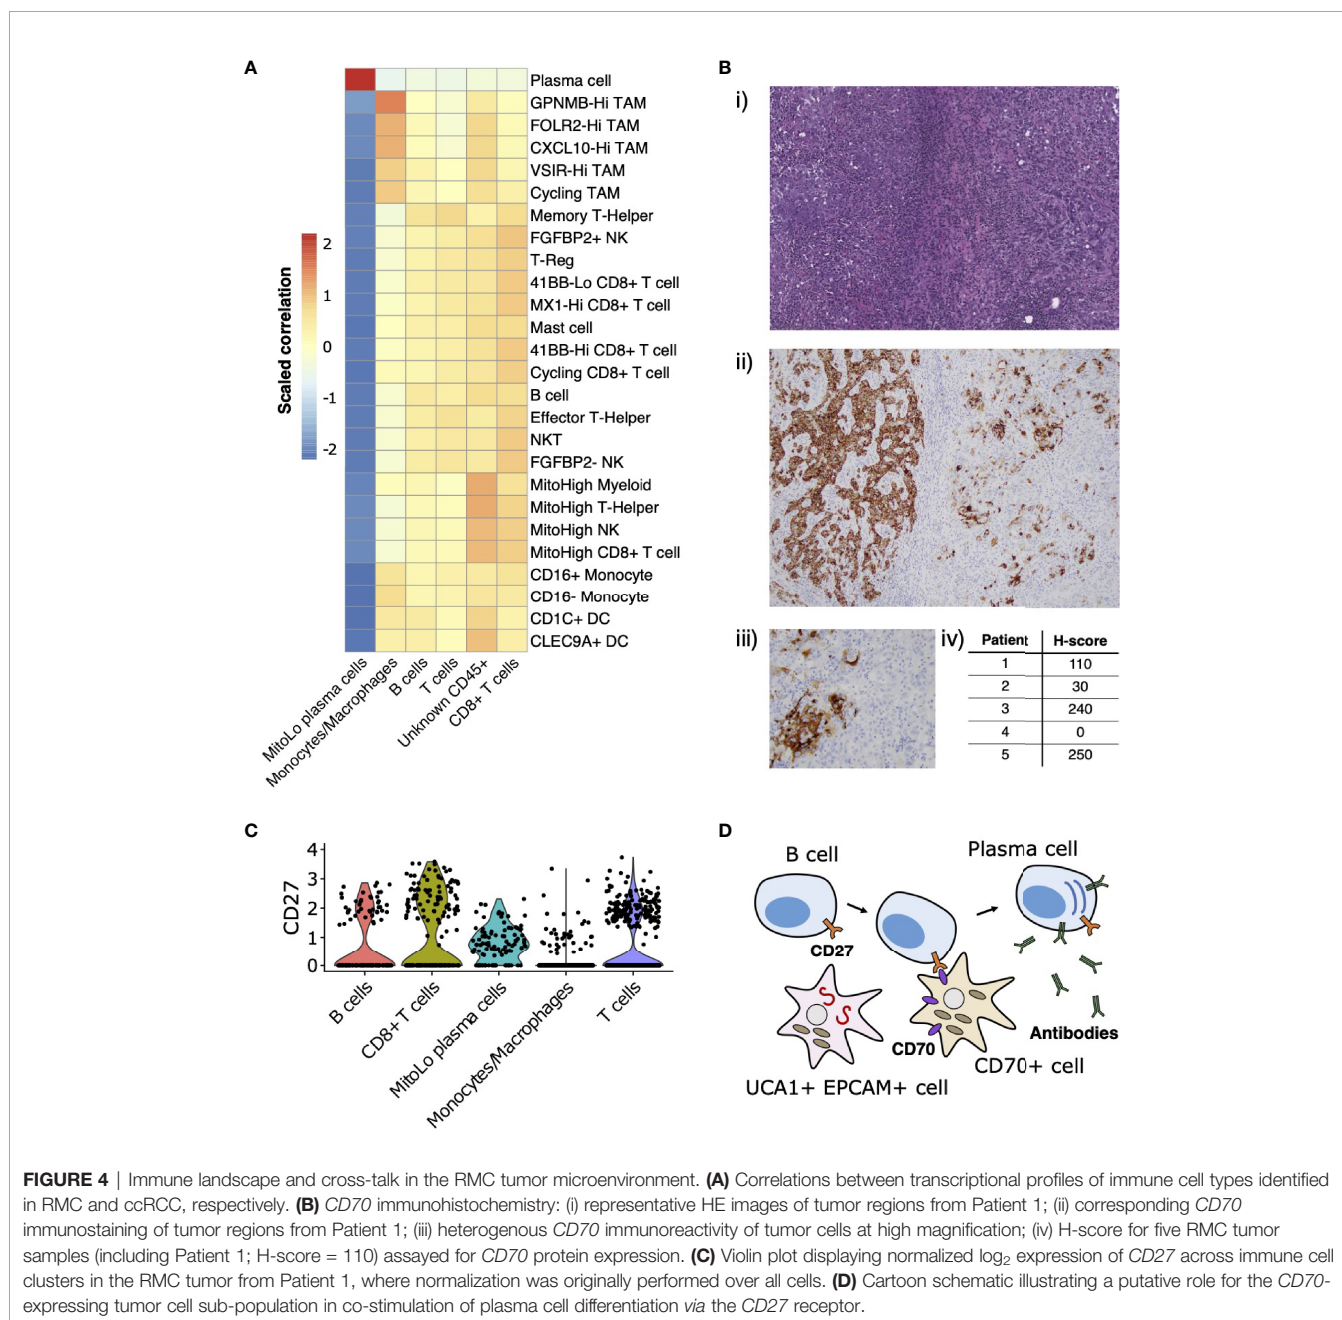 A
Plasma cell
GPNMB-Hi TAM
FOLR2-Hi TAM
CXCL10-Hi TAM
VSIR-Hi TAM
Cycling TAM
Memory T-Helper
FGFBP2+ NK
T-Reg
41BB-Lo CD8+ T cell
MX1-Hi CD8+ T cell
Mast cell
41BB-Hi CD8+ T cell
Cycling CD8+ T cell
B cell
Effector T-Helper
NKT
FGFBP2- NK
MitoHigh Myeloid
MitoHigh T-Helper
MitoHigh NK
MitoHigh CD8+ T cell
CD16+ Monocyte
CD16- Monocyte
CD1C+ DC
CLEC9A+ DC
Scaled correlation
2
1
0
-1
-2
MitoLo plasma cells
Monocytes/Macrophages
B cells
T cells
Unknown CD45+
CD8+ T cells
B
i)
ii)
iii)
iv)
Patient H-score
1 110
2 30
3 240
4 0
5 250
C
CD27
4
3
2
1
0
B cells
CD8+ T cells
MitoLo plasma cells
Monocytes/Macrophages
T cells
D
B cell
Plasma cell
CD27
CD70
Antibodies
CD70+ cell
UCA1+ EPCAM+ cell
FIGURE 4 | Immune landscape and cross-talk in the RMC tumor microenvironment. (A) Correlations between transcriptional profiles of immune cell types identified
in RMC and ccRCC, respectively. (B) CD70 immunohistochemistry: (i) representative HE images of tumor regions from Patient 1; (ii) corresponding CD70
immunostaining of tumor regions from Patient 1; (iii) heterogenous CD70 immunoreactivity of tumor cells at high magnification; (iv) H-score for five RMC tumor
samples (including Patient 1; H-score = 110) assayed for CD70 protein expression. (C) Violin plot displaying normalized log₂ expression of CD27 across immune cell
clusters in the RMC tumor from Patient 1, where normalization was originally performed over all cells. (D) Cartoon schematic illustrating a putative role for the CD70-
expressing tumor cell sub-population in co-stimulation of plasma cell differentiation via the CD27 receptor.